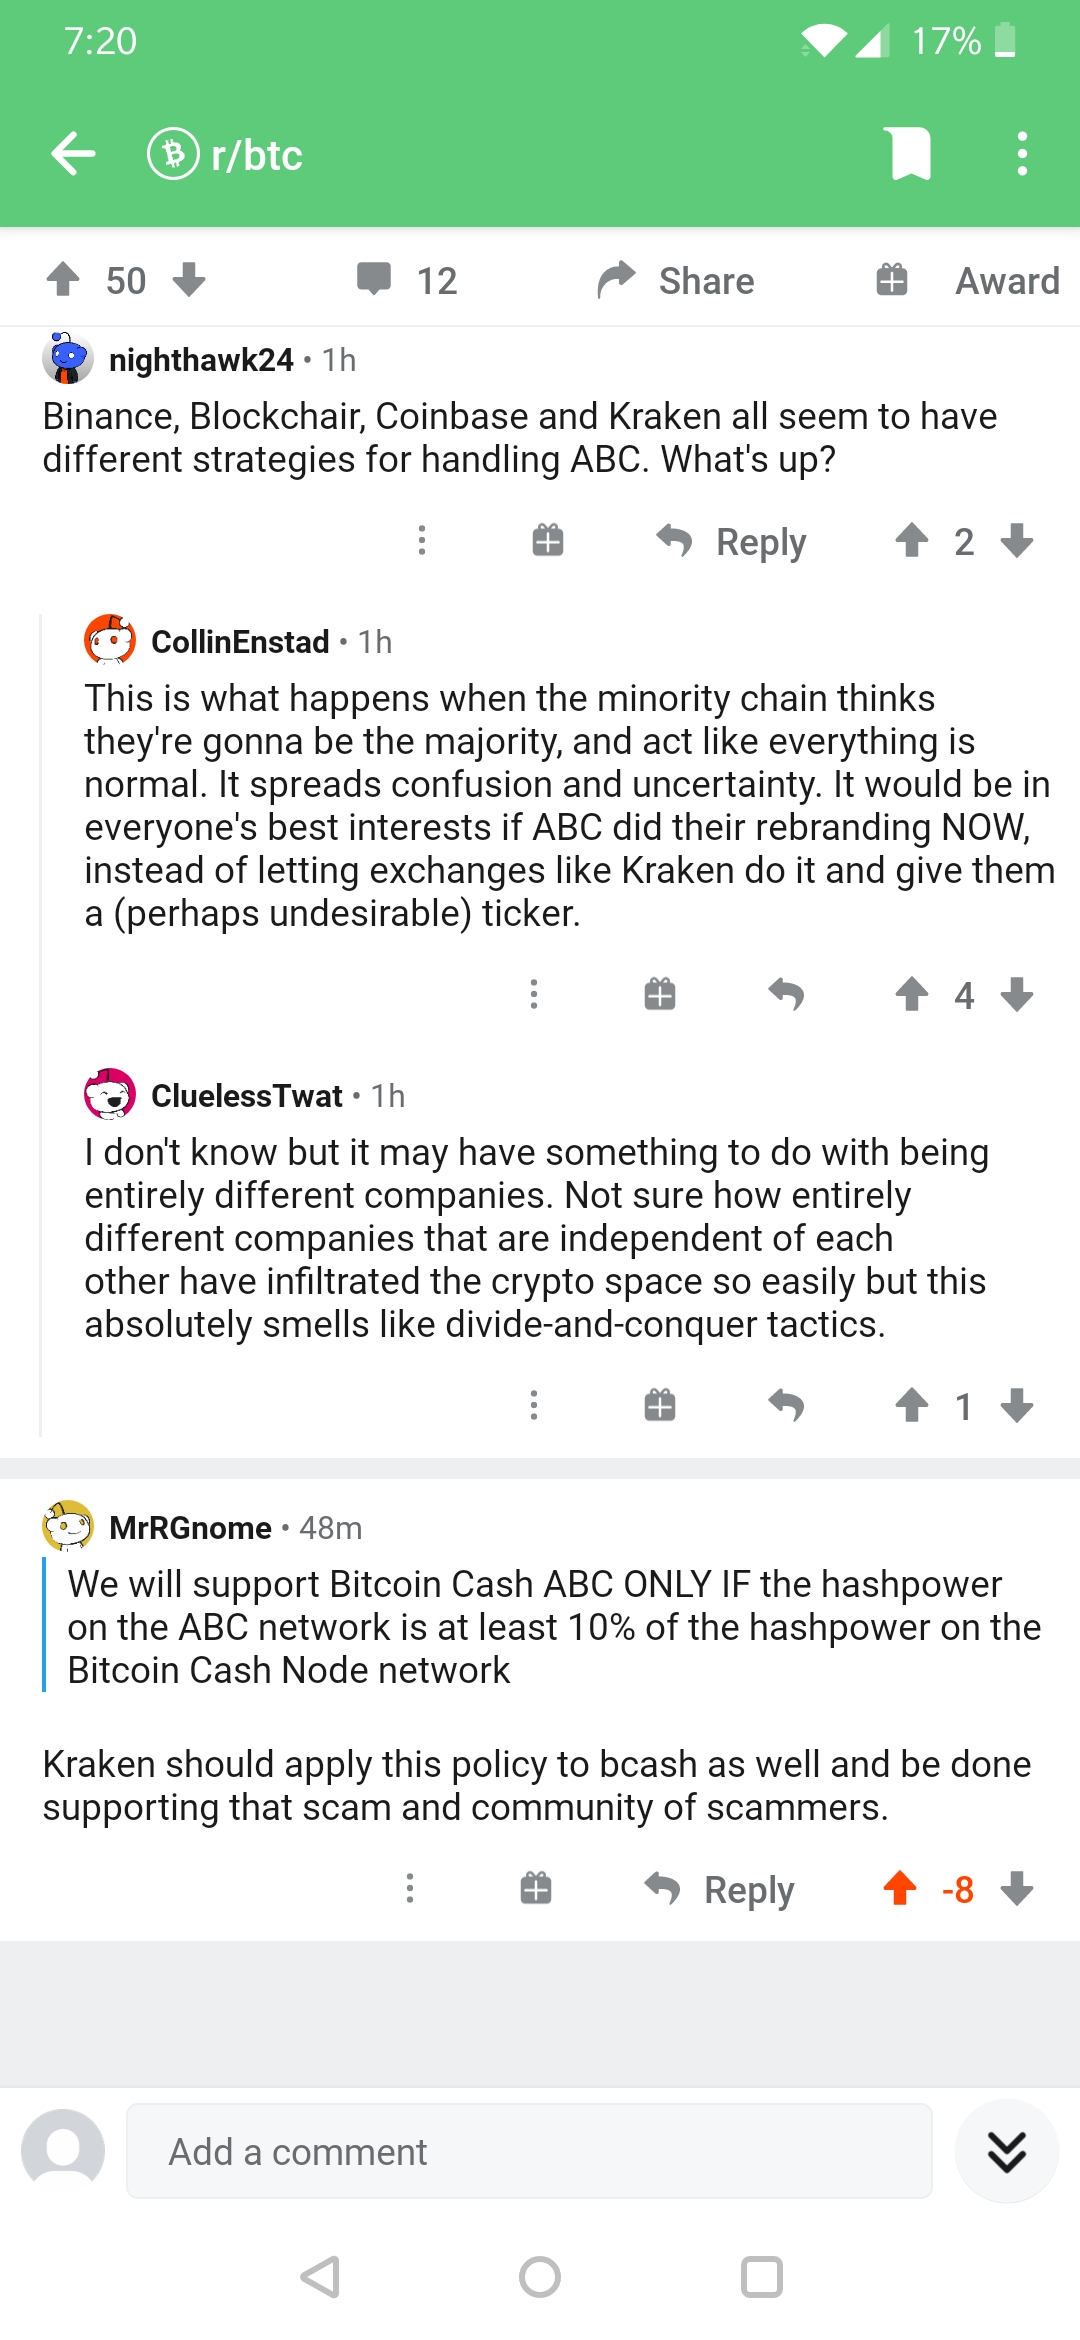 7:20
17%
r/btc
50
12
Share
Award
nighthawk24 • 1h
Binance, Blockchair, Coinbase and Kraken all seem to have
different strategies for handling ABC. What's up?
Reply
2
CollinEnstad • 1h
This is what happens when the minority chain thinks
they're gonna be the majority, and act like everything is
normal. It spreads confusion and uncertainty. It would be in
everyone's best interests if ABC did their rebranding NOW,
instead of letting exchanges like Kraken do it and give them
a (perhaps undesirable) ticker.
4
CluelessTwat • 1h
I don't know but it may have something to do with being
entirely different companies. Not sure how entirely
different companies that are independent of each
other have infiltrated the crypto space so easily but this
absolutely smells like divide-and-conquer tactics.
1
MrRGnome • 48m
We will support Bitcoin Cash ABC ONLY IF the hashpower
on the ABC network is at least 10% of the hashpower on the
Bitcoin Cash Node network
Kraken should apply this policy to bcash as well and be done
supporting that scam and community of scammers.
Reply
-8
Add a comment